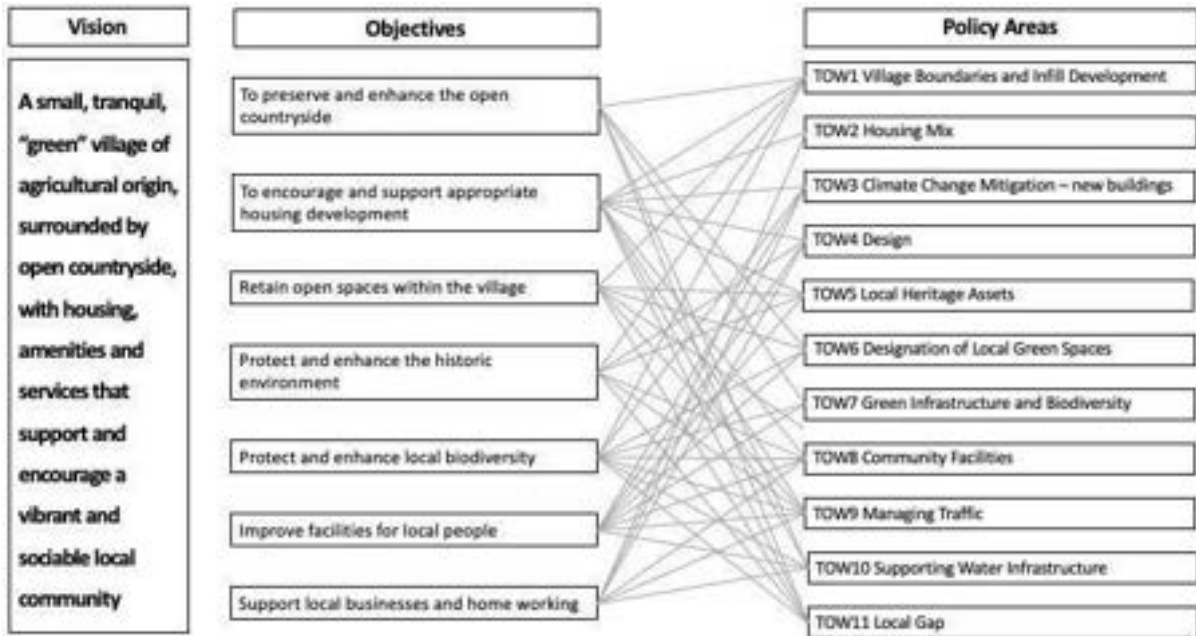 Vision
A small, tranquil,
“green” village of
agricultural origin,
surrounded by
open countryside,
with housing,
amenities and
services that
support and
encourage a
vibrant and
sociable local
community
Objectives
To preserve and enhance the open
countryside
To encourage and support appropriate
housing development
Retain open spaces within the village
Protect and enhance the historic
environment
Protect and enhance local biodiversity
Improve facilities for local people
Support local businesses and home working
Policy Areas
TOW1 Village Boundaries and Infill Development
TOW2 Housing Mix
TOW3 Climate Change Mitigation – new buildings
TOW4 Design
TOW5 Local Heritage Assets
TOW6 Designation of Local Green Spaces
TOW7 Green Infrastructure and Biodiversity
TOW8 Community Facilities
TOW9 Managing Traffic
TOW10 Supporting Water Infrastructure
TOW11 Local Gap